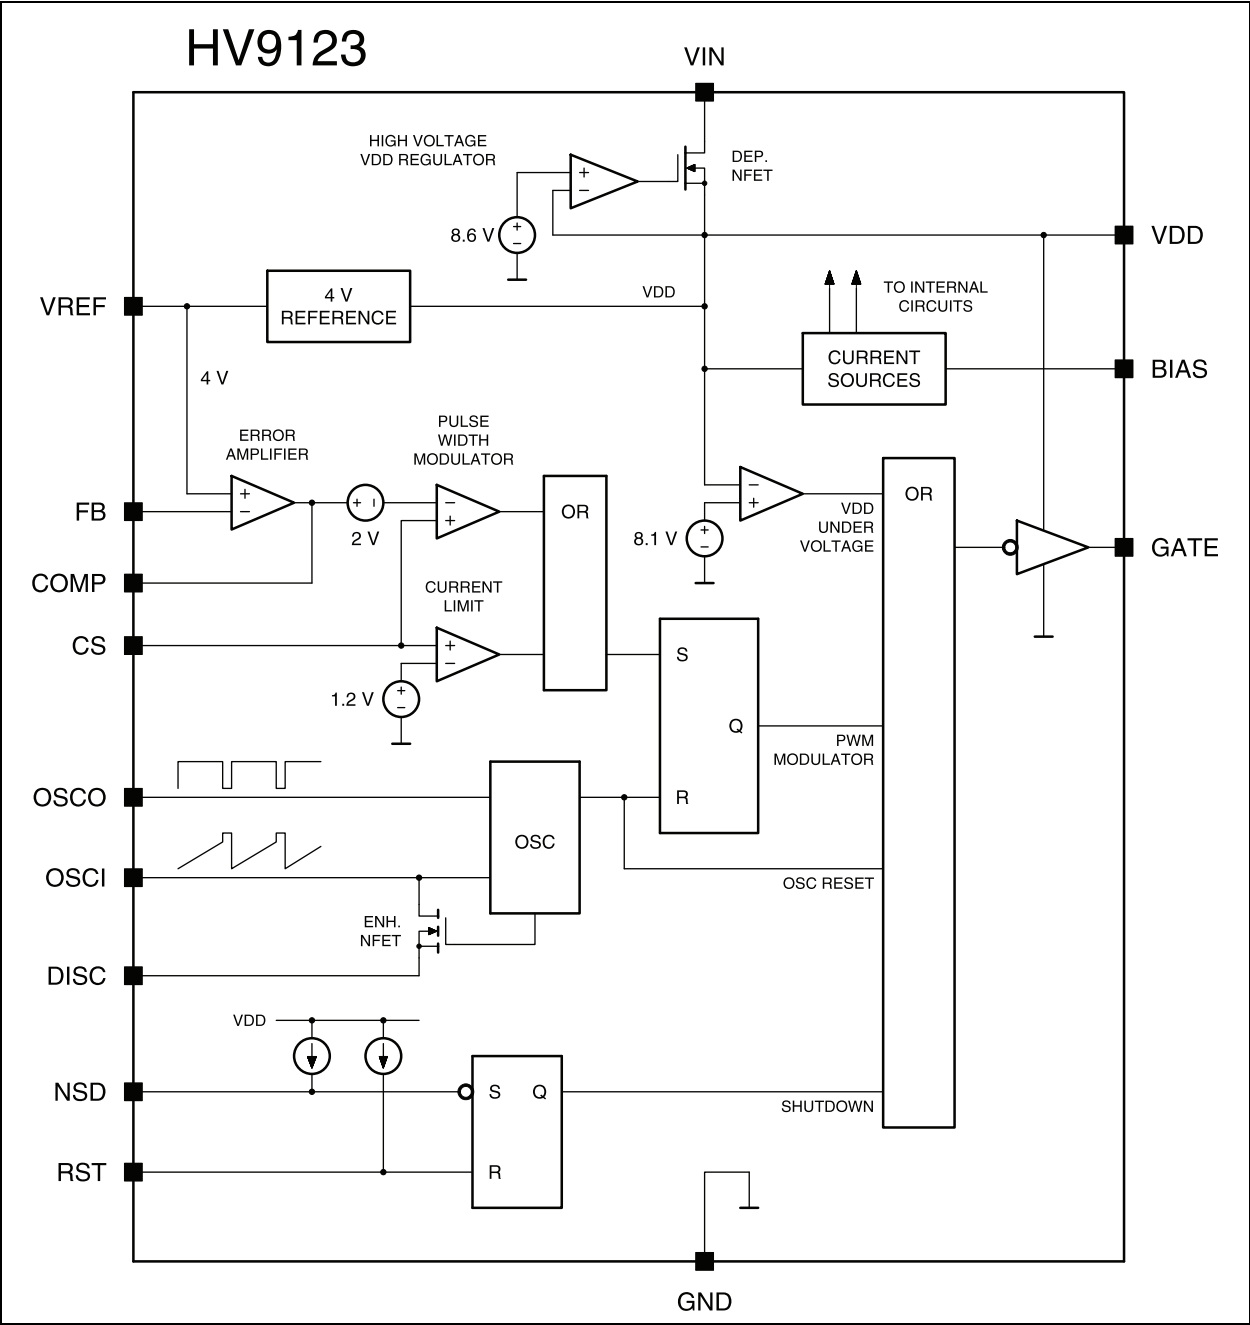 HV9123
VIN
HIGH VOLTAGE
VDD REGULATOR
+
−
DEP.
NFET
8.6 V
+
−
VDD
VREF
4 V
REFERENCE
VDD
TO INTERNAL
CIRCUITS
4 V
CURRENT
SOURCES
BIAS
ERROR
AMPLIFIER
PULSE
WIDTH
MODULATOR
+
−
FB
+ −
2 V
−
+
OR
−
+
8.1 V
+
−
VDD
UNDER
VOLTAGE
OR
GATE
COMP
CURRENT
LIMIT
CS
+
−
1.2 V
+
−
S
Q
R
PWM
MODULATOR
OSCO
OSC
OSC RESET
OSCI
ENH.
NFET
DISC
VDD
NSD
S Q
SHUTDOWN
RST
R
GND